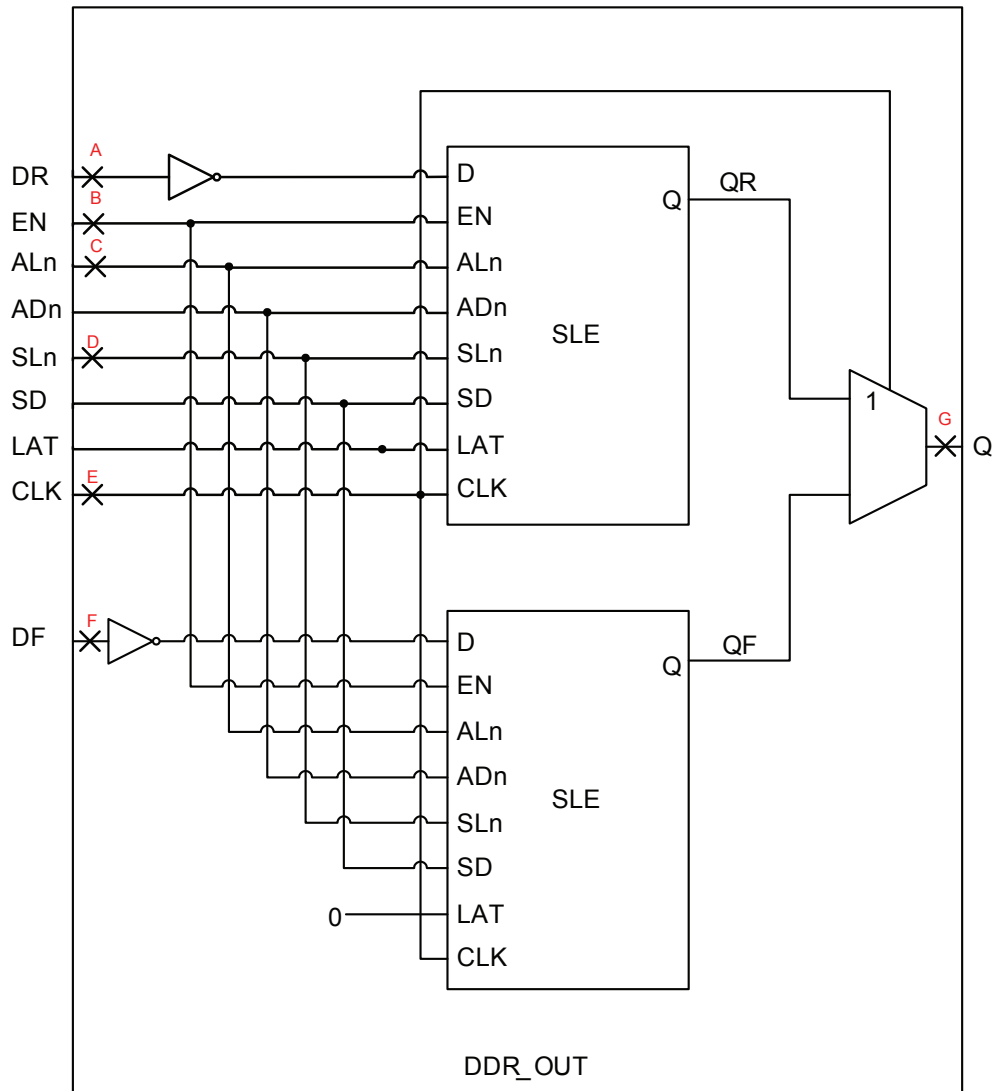 A
DR
B
EN
C
ALn
ADn
D
SLn
SD
LAT
E
CLK
F
DF
D
EN
ALn
ADn
SLn
SD
LAT
CLK
SLE
Q
QR
1
G
Q
D
EN
ALn
ADn
SLn
SD
0
LAT
CLK
SLE
Q
QF
DDR_OUT